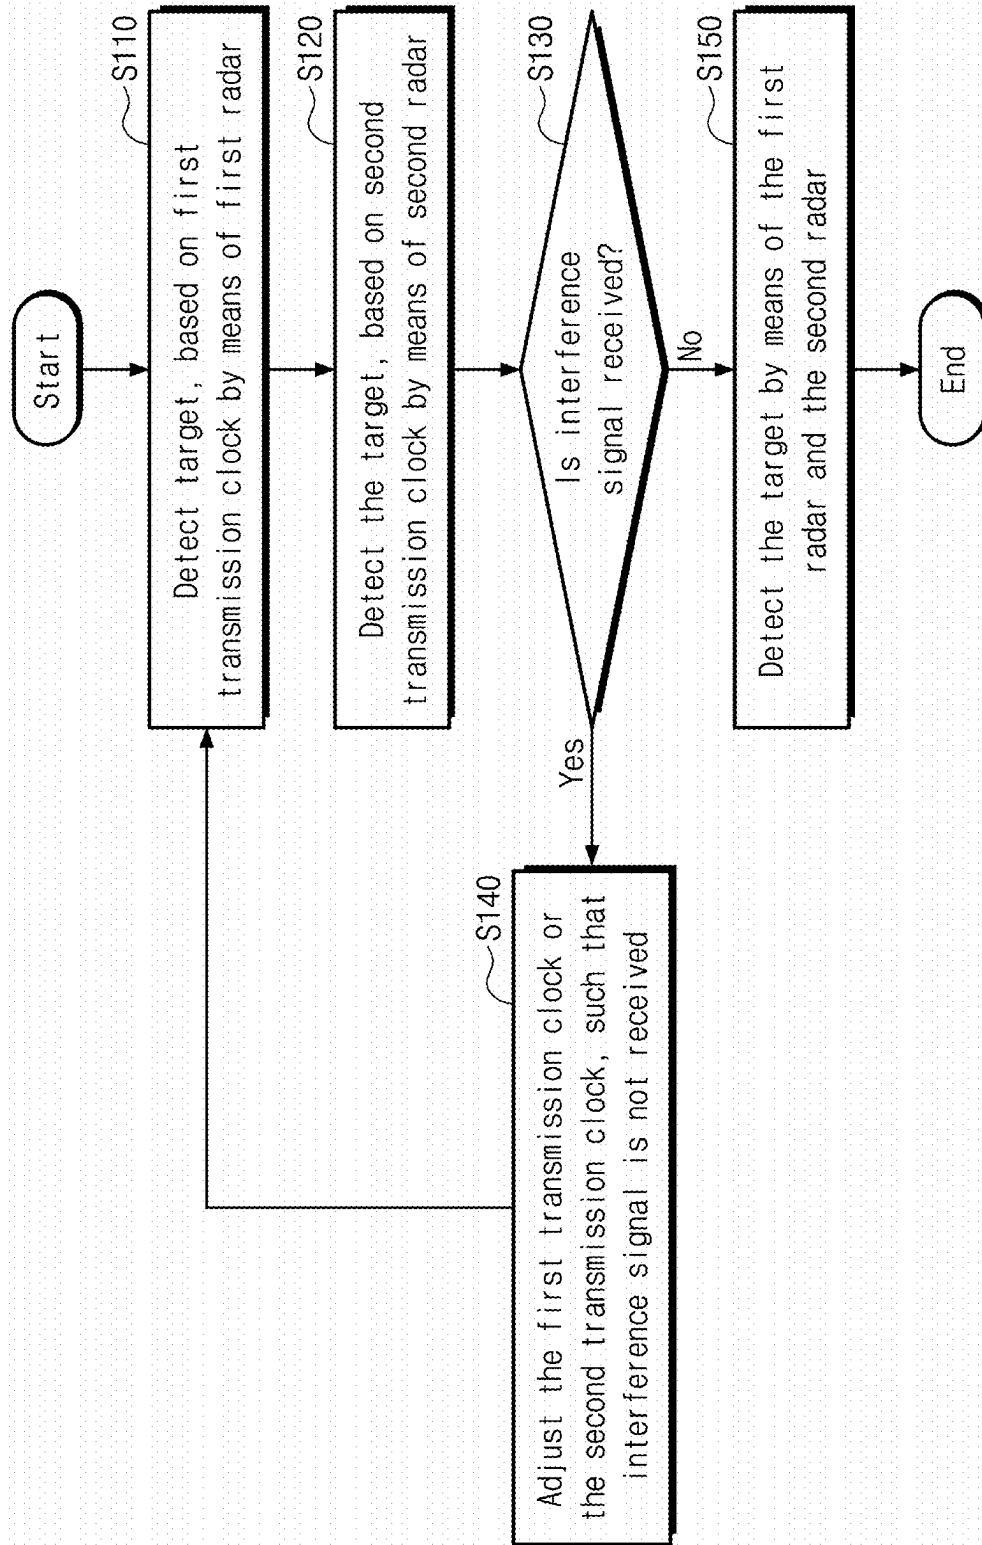 Start
S110
Detect target, based on first
transmission clock by means of first radar
S120
Detect the target, based on second
transmission clock by means of second radar
S130
Is interference
signal received?
Yes
No
S140
Adjust the first transmission clock or
the second transmission clock, such that
interference signal is not received
S150
Detect the target by means of the first
radar and the second radar
End